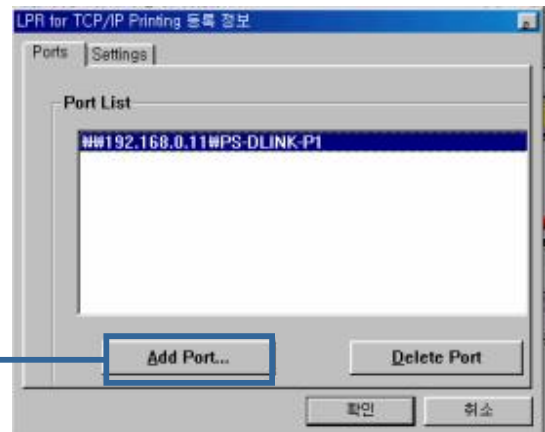 LPR for TCP/IP Printing 등록 정보
Ports Settings
Port List
₩₩192.168.0.11₩PS-DLINK-P1
Add Port...
Delete Port
확인 취소